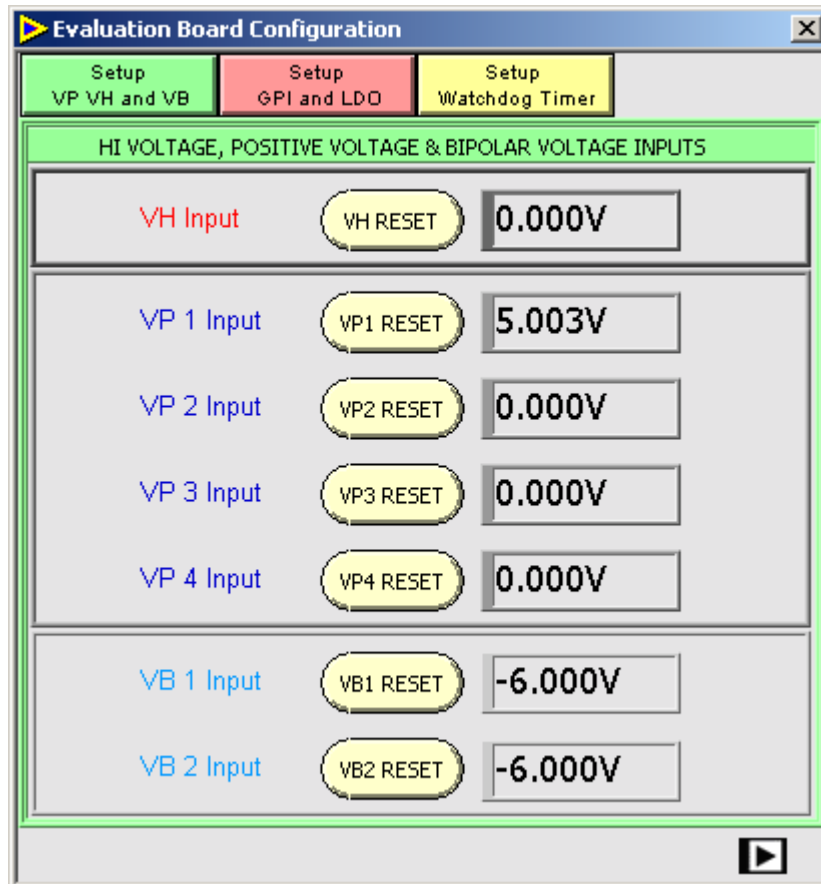 Evaluation Board Configuration
Setup
VP VH and VB
Setup
GPI and LDO
Setup
Watchdog Timer
HI VOLTAGE, POSITIVE VOLTAGE & BIPOLAR VOLTAGE INPUTS
VH Input VH RESET 0.000V
VP 1 Input VP1 RESET 5.003V
VP 2 Input VP2 RESET 0.000V
VP 3 Input VP3 RESET 0.000V
VP 4 Input VP4 RESET 0.000V
VB 1 Input VB1 RESET -6.000V
VB 2 Input VB2 RESET -6.000V